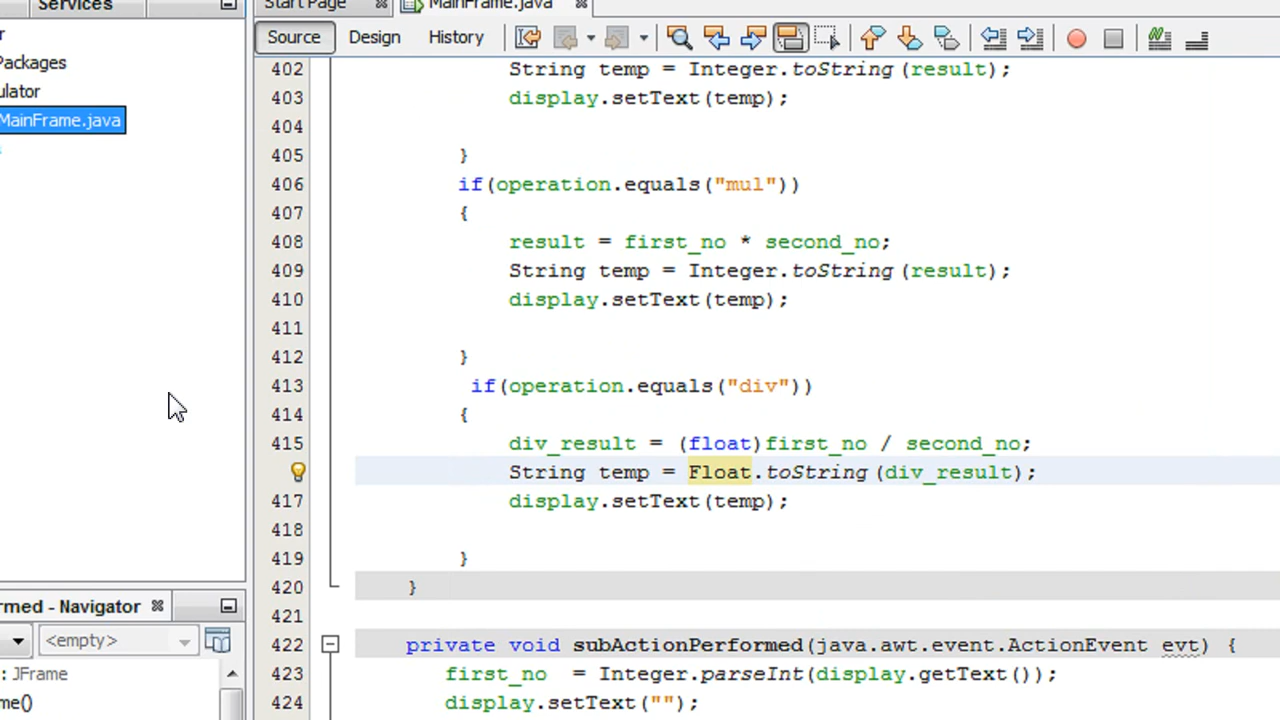 Services
Start Page
MainFrame.java
r
Packages
ulator
MainFrame.java
s
Source
Design
History
402 String temp = Integer.toString(result);
403 display.setText(temp);
404
405 }
406 if(operation.equals("mul"))
407 {
408 result = first_no * second_no;
409 String temp = Integer.toString(result);
410 display.setText(temp);
411
412 }
413 if(operation.equals("div"))
414 {
415 div_result = (float)first_no / second_no;
String temp = Float.toString(div_result);
417 display.setText(temp);
418
419 }
420 }
421
422 private void subActionPerformed(java.awt.event.ActionEvent evt) {
423 first_no = Integer.parseInt(display.getText());
424 display.setText("");
rmed - Navigator
<empty>
: JFrame
me()